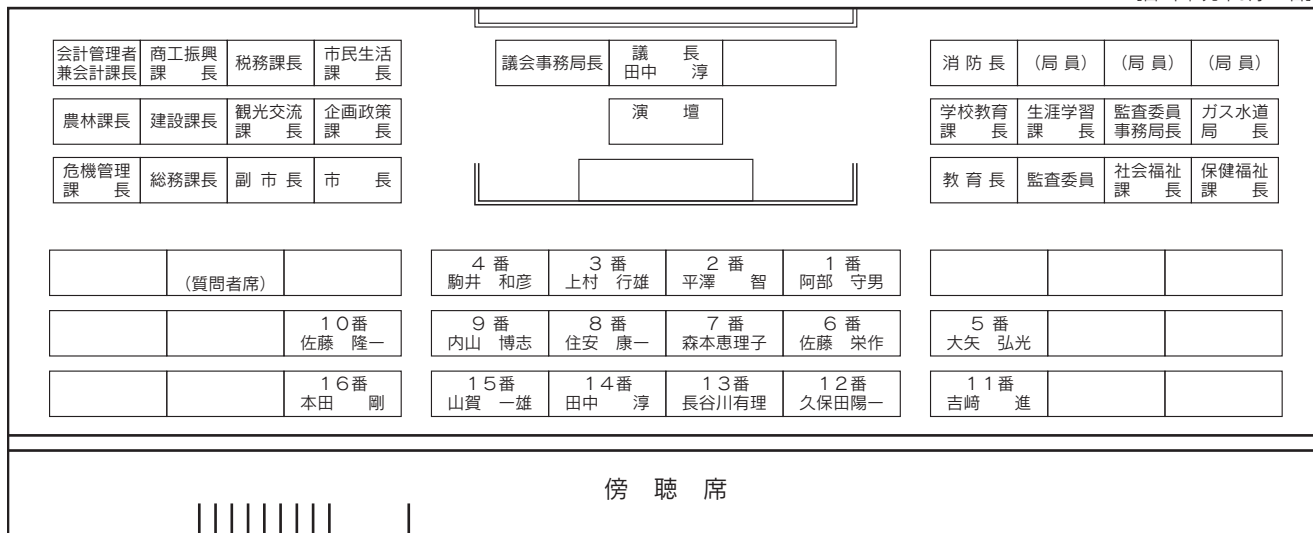 会計管理者 兼会計課長
商工振興 課　長
税務課長
市民生活 課　長
議会事務局長
議　長 田中　淳
消 防 長
（局 員）
（局 員）
（局 員）
農林課長
建設課長
観光交流 課　長
企画政策 課　長
演　壇
学校教育 課　長
生涯学習 課　長
監査委員 事務局長
ガス水道 局　長
危機管理 課　長
総務課長
副 市 長
市　長
教 育 長
監査委員
社会福祉 課　長
保健福祉 課　長
（質問者席）
４ 番 駒井　和彦
３ 番 上村　行雄
２ 番 平澤　智
１ 番 阿部　守男
１０番 佐藤　隆一
９ 番 内山　博志
８ 番 住安　康一
７ 番 森本恵理子
６ 番 佐藤　栄作
５ 番 大矢　弘光
１６番 本田　剛
１５番 山賀　一雄
１４番 田中　淳
１３番 長谷川有理
１２番 久保田陽一
１１番 吉﨑　進
傍 聴 席